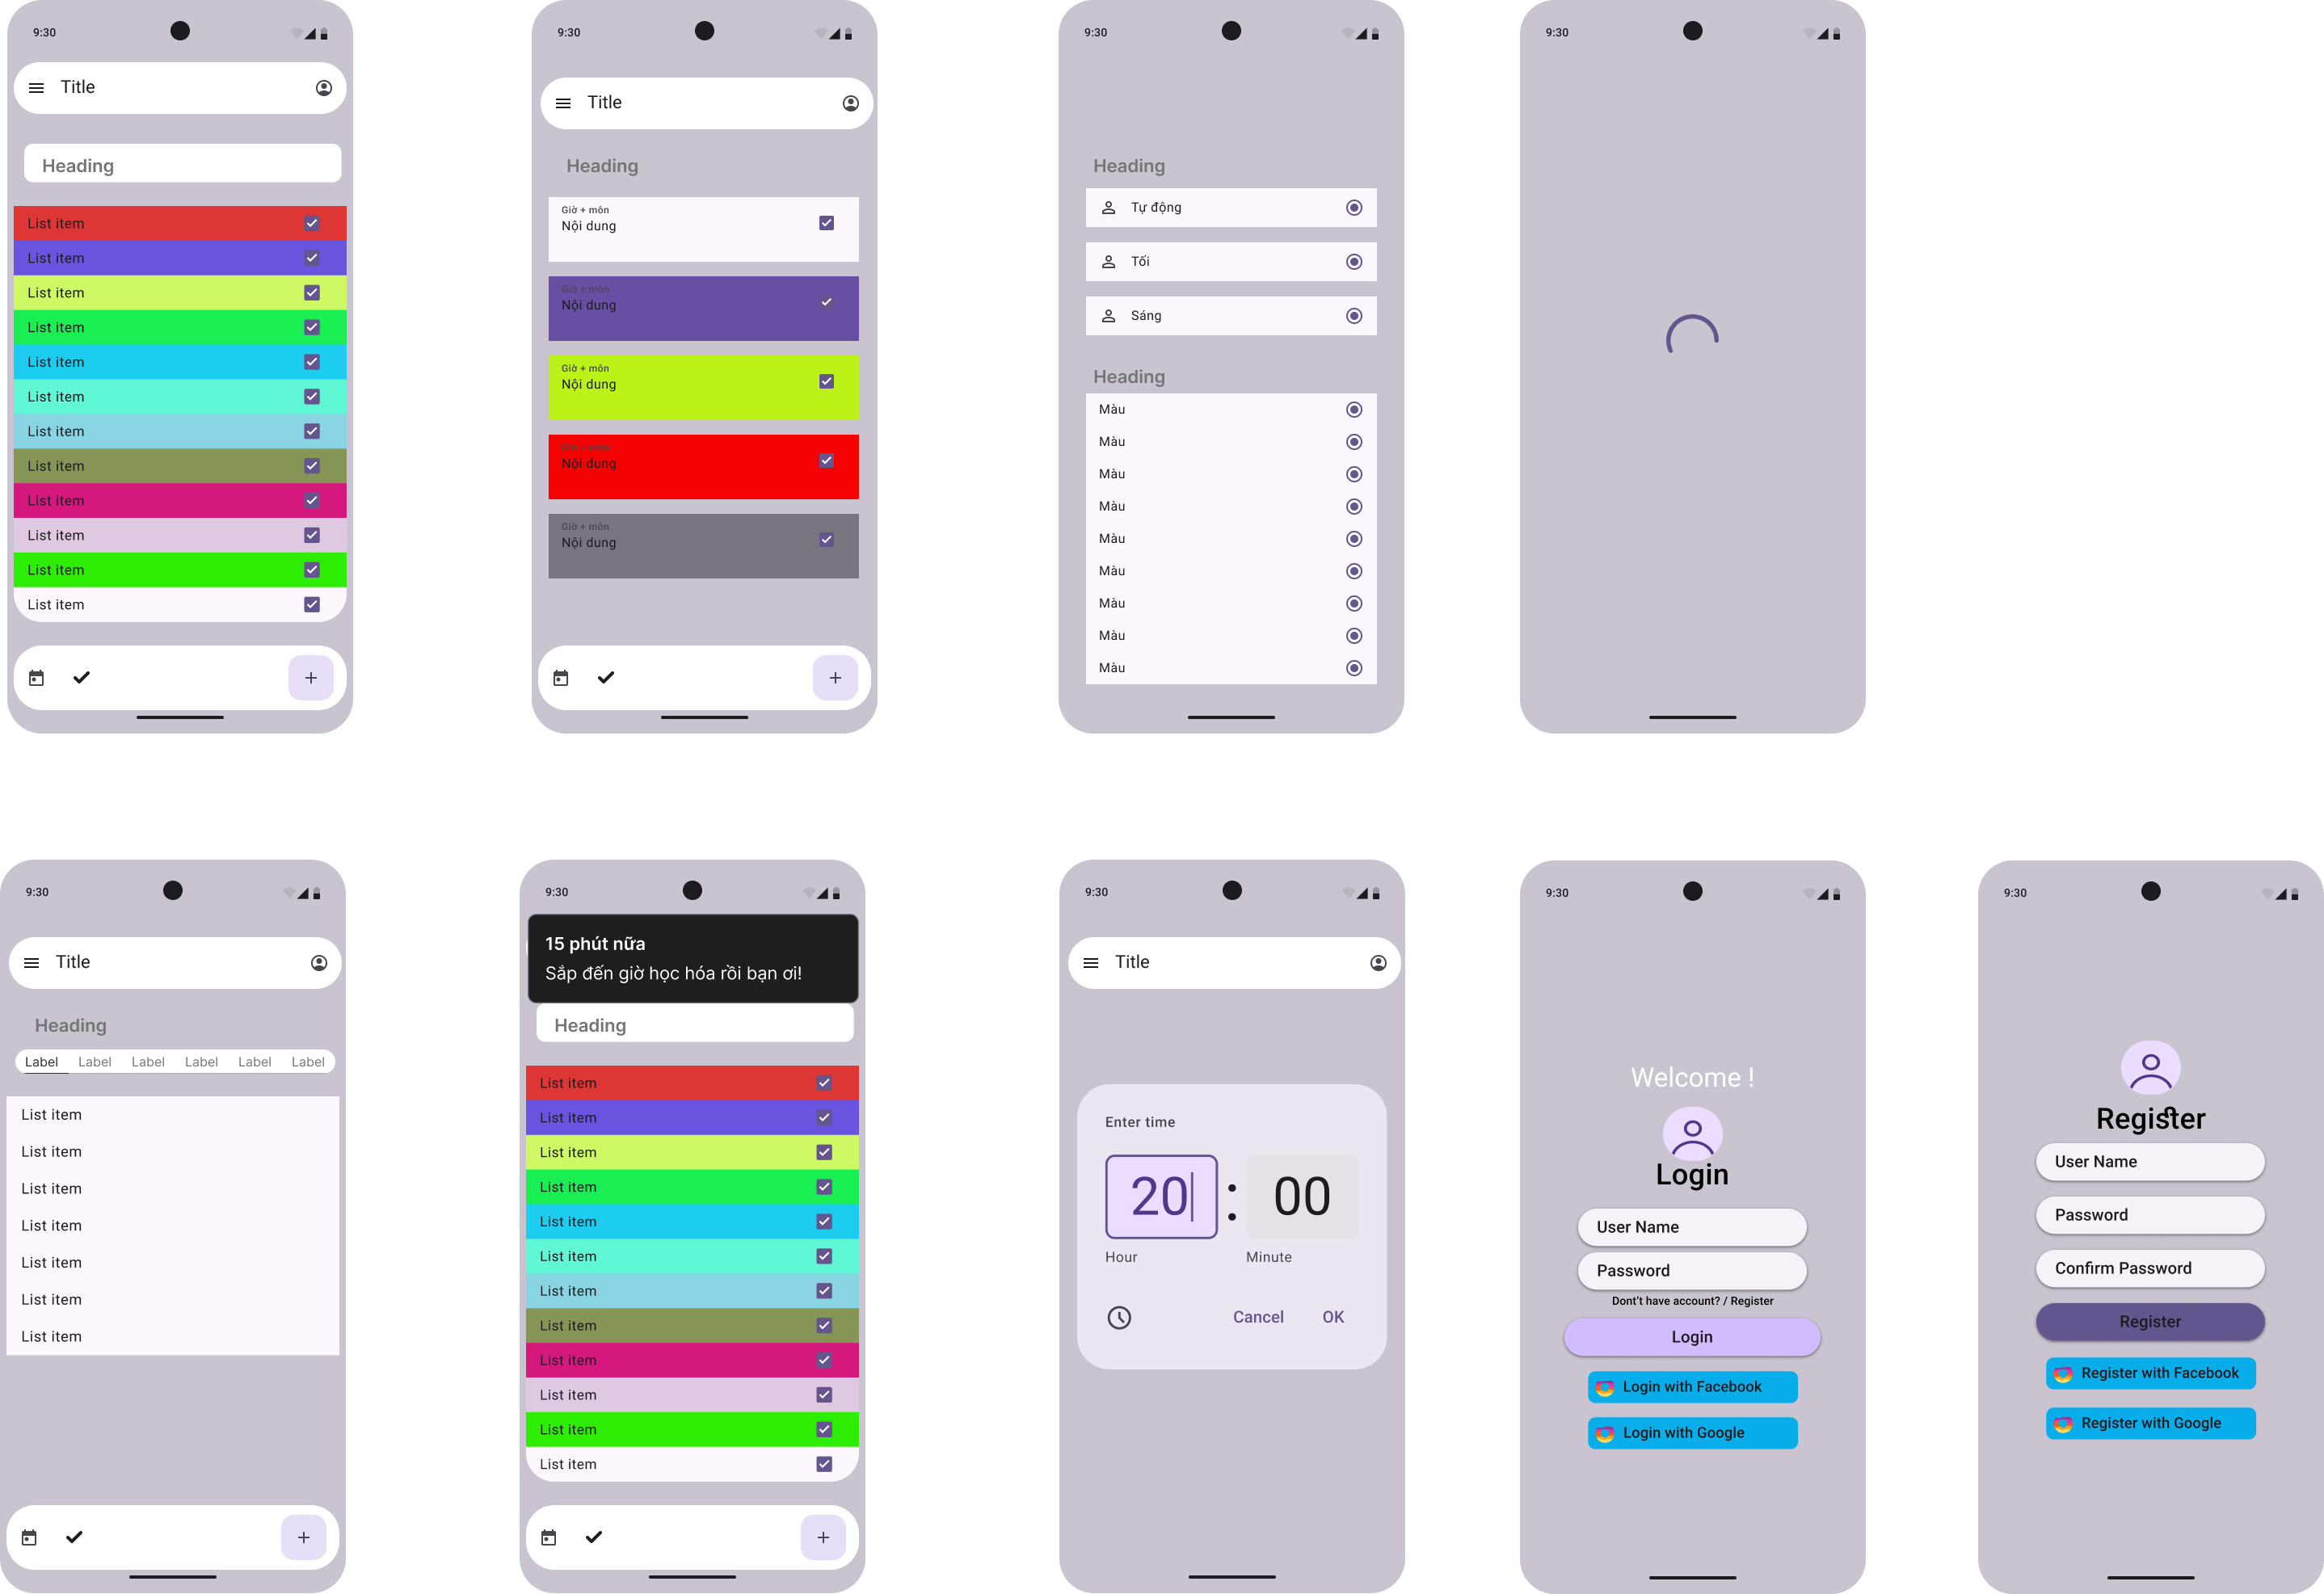 9:30
Title
Heading
List item
List item
List item
List item
List item
List item
List item
List item
List item
List item
List item
List item
9:30
Title
Heading
Giờ + môn
Nội dung
Giờ + môn
Nội dung
Giờ + môn
Nội dung
Giờ + môn
Nội dung
Giờ + môn
Nội dung
9:30
Heading
Tự động
Tối
Sáng
Heading
Màu
Màu
Màu
Màu
Màu
Màu
Màu
Màu
Màu
9:30
9:30
Title
Heading
Label Label Label Label Label Label
List item
List item
List item
List item
List item
List item
List item
9:30
15 phút nữa
Sắp đến giờ học hóa rồi bạn ơi!
Heading
List item
List item
List item
List item
List item
List item
List item
List item
List item
List item
List item
List item
9:30
Title
Enter time
20 : 00
Hour Minute
Cancel OK
9:30
Welcome !
Login
User Name
Password
Dont't have account? / Register
Login
Login with Facebook
Login with Google
9:30
Register
User Name
Password
Confirm Password
Register
Register with Facebook
Register with Google